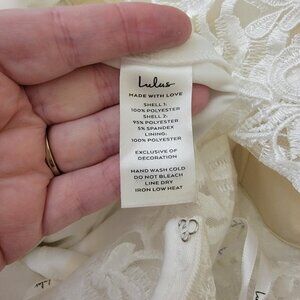 Lulus
MADE WITH LOVE
SHELL 1:
100% POLYESTER
SHELL 2:
95% POLYESTER
5% SPANDEX
LINING:
100% POLYESTER
EXCLUSIVE OF
DECORATION
HAND WASH COLD
DO NOT BLEACH
LINE DRY
IRON LOW HEAT